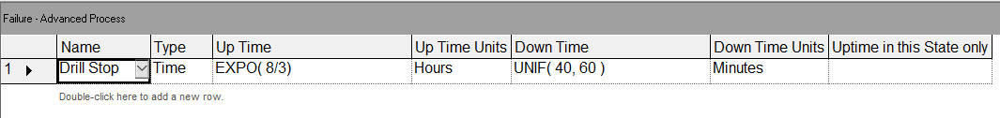 Failure - Advanced Process
Name Type Up Time Up Time Units Down Time Down Time Units Uptime in this State only
1 Drill Stop Time EXPO( 8/3) Hours UNIF( 40, 60 ) Minutes
Double-click here to add a new row.